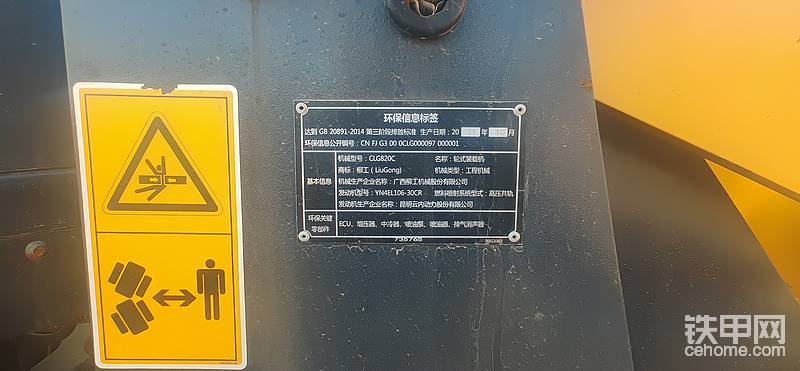 环保信息标签
达到 GB 20891-2014 第三阶段排放标准 生产日期：20 21 年 10 月
环保信息公开编号：CN FJ G3 00 0CLG000097 000001
机械型号：CLG820C 名称：轮式装载机
商标：柳工（LiuGong） 机械类型：工程机械
基本信息 机械生产企业名称：广西柳工机械股份有限公司
发动机型号：YN4EL106-30CR 燃料喷射系统型式：高压共轨
发动机生产企业名称：昆明云内动力股份有限公司
环保关键零部件 ECU、增压器、中冷器、喷油泵、喷油器、排气消声器
735765
铁甲网
cehome.com